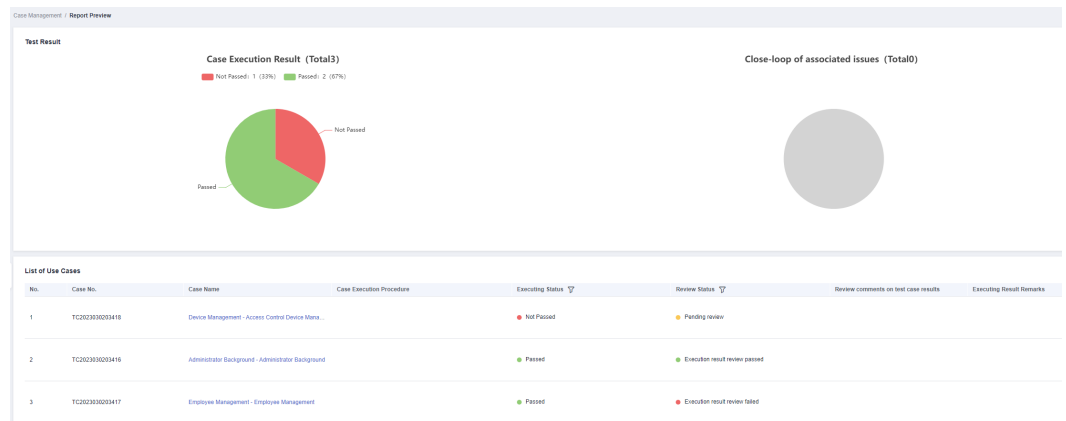 Case Management / Report Preview
Test Result
Case Execution Result (Total3)
Not Passed: 1 (33%) Passed: 2 (67%)
Not Passed
Passed
Close-loop of associated issues (Total0)
List of Use Cases
No. Case No. Case Name Case Execution Procedure Executing Status Review Status Review comments on test case results Executing Result Remarks
1 TC2023030203418 Device Management - Access Control Device Mana... Not Passed Pending review
2 TC2023030203416 Administrator Background - Administrator Background Passed Execution result review passed
3 TC2023030203417 Employee Management - Employee Management Passed Execution result review failed